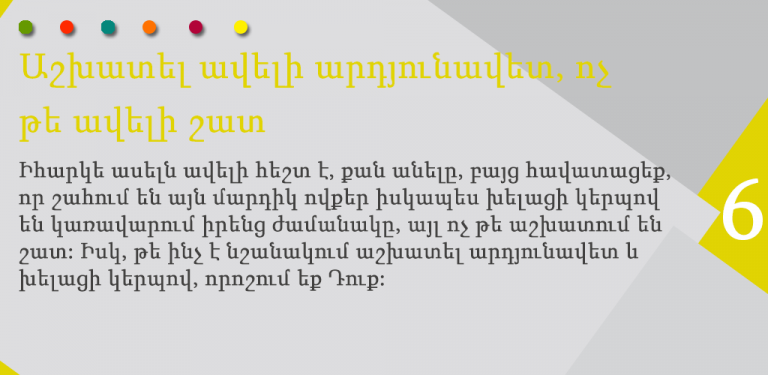 Աշխատել ավելի արդյունավետ, ոչ
թե ավելի շատ
Իհարկե ասելն ավելի հեշտ է, քան անելը, բայց հավատացեք,
որ շահում են այն մարդիկ ովքեր իսկապես խելացի կերպով
են կառավարում իրենց ժամանակը, այլ ոչ թե աշխատում են
շատ: Իսկ, թե ինչ է նշանակում աշխատել արդյունավետ և
խելացի կերպով, որոշում եք Դուք:
6